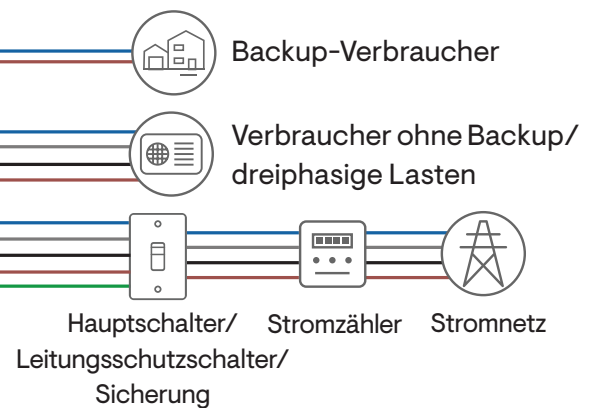 Backup-Verbraucher
Verbraucher ohne Backup/
dreiphasige Lasten
Hauptschalter/
Leitungsschutzschalter/
Sicherung
Stromzähler
Stromnetz